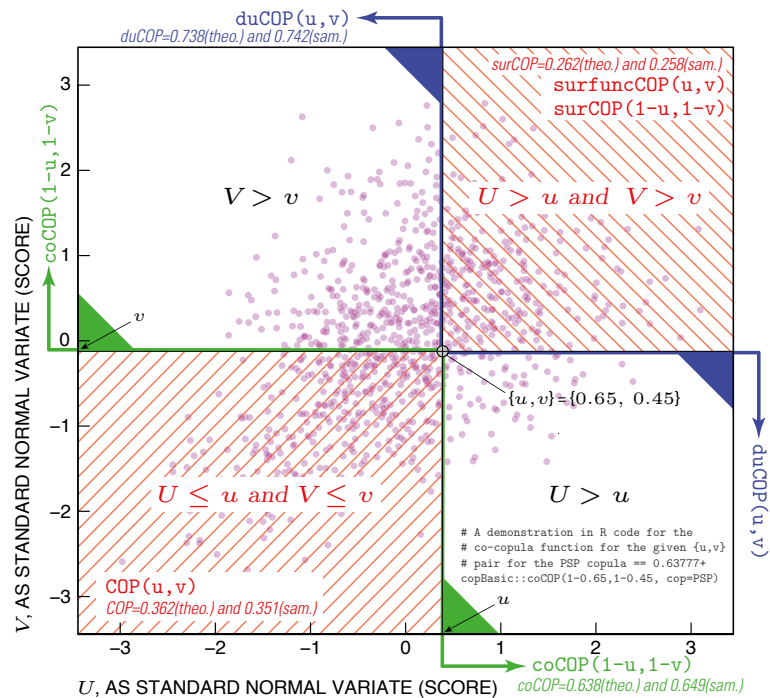 duCOP(u,v)
duCOP=0.738(theo.) and 0.742(sam.)
surCOP=0.262(theo.) and 0.258(sam.)
surfuncCOP(u,v)
surCOP(1-u,1-v)
V > v
U > u and V > v
coCOP(1-u,1-v)
v
{u,v}={0.65, 0.45}
duCOP(u,v)
U ≤ u and V ≤ v
U > u
# A demonstration in R code for the
# co-copula function for the given {u,v}
# pair for the PSP copula == 0.63777+
copBasic::coCOP(1-0.65,1-0.45, cop=PSP)
COP(u,v)
COP=0.362(theo.) and 0.351(sam.)
u
3
2
1
0
−1
−2
−3
V, AS STANDARD NORMAL VARIATE (SCORE)
−3 −2 −1 0 1 2 3
coCOP(1-u,1-v)
coCOP=0.638(theo.) and 0.649(sam.)
U, AS STANDARD NORMAL VARIATE (SCORE)